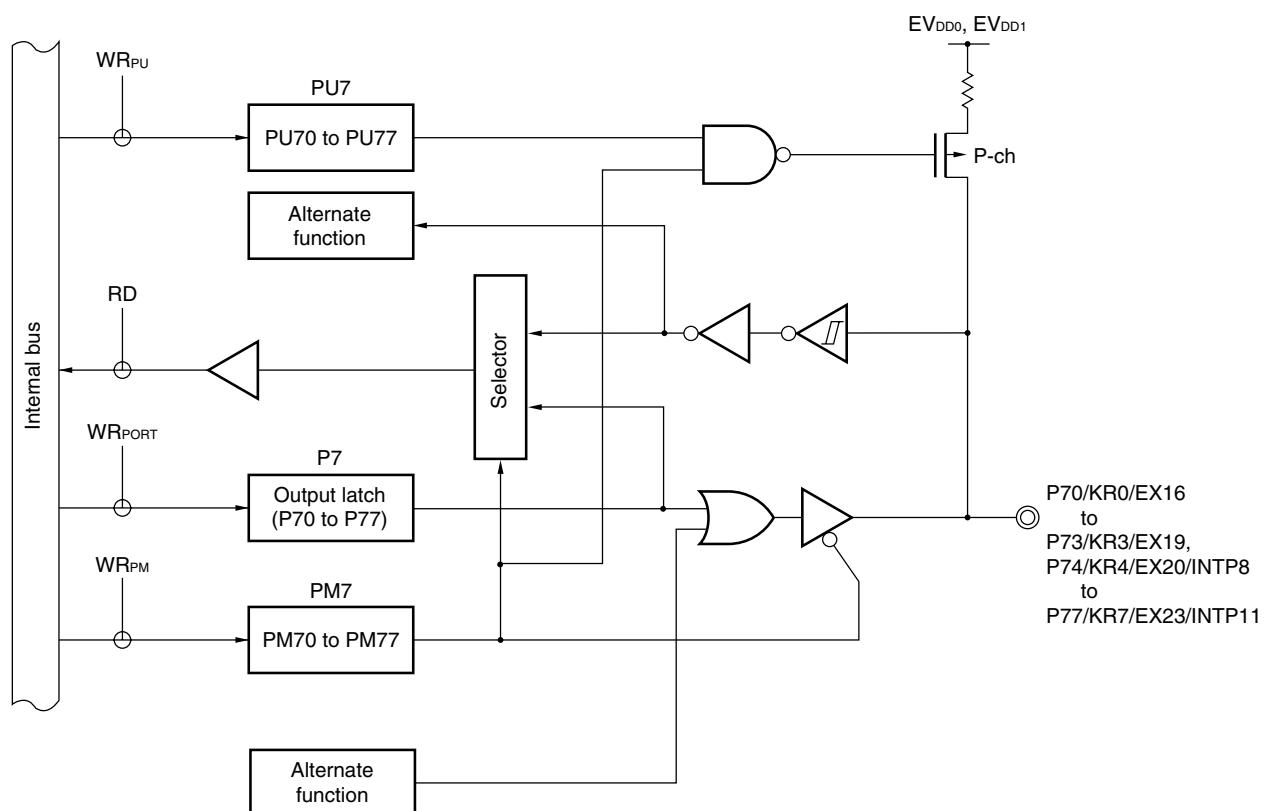 EVDD0, EVDD1
WRPU
PU7
PU70 to PU77
P-ch
Alternate
function
RD
Selector
Internal bus
WRPORT
P7
Output latch
(P70 to P77)
P70/KR0/EX16
to
P73/KR3/EX19,
P74/KR4/EX20/INTP8
to
P77/KR7/EX23/INTP11
WRPM
PM7
PM70 to PM77
Alternate
function